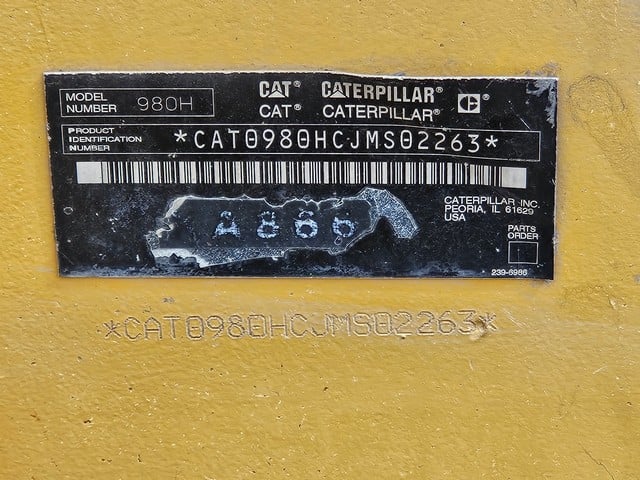 MODEL NUMBER 980H
CAT CATERPILLAR C
CAT® CATERPILLAR®
PRODUCT IDENTIFICATION NUMBER *CAT0980HCJMS02263*
A866
CATERPILLAR INC.
PEORIA, IL 61629
USA
PARTS ORDER
239-6986
*CAT0980HCJMS02263*